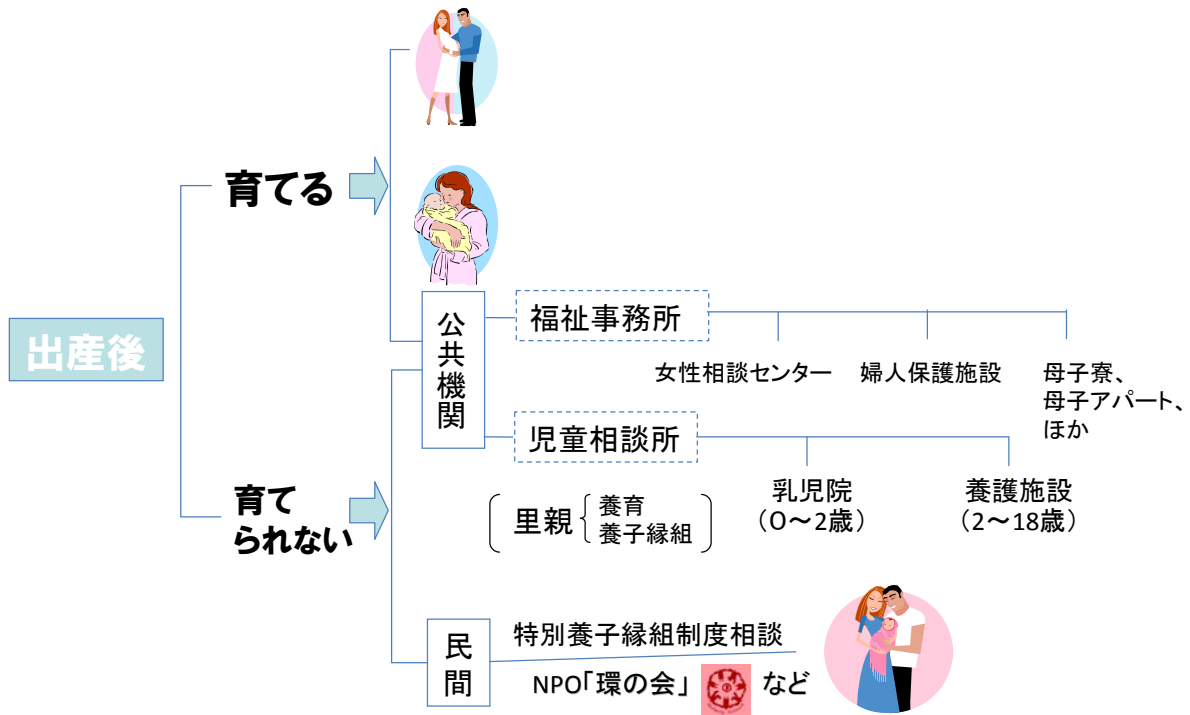 出産後
育てる
育て
られない
公共機関
福祉事務所
女性相談センター
婦人保護施設
母子寮、
母子アパート、
ほか
児童相談所
里親
養育
養子縁組
乳児院
（０～2歳）
養護施設
（2～18歳）
民間
特別養子縁組制度相談
NPO「環の会」
など